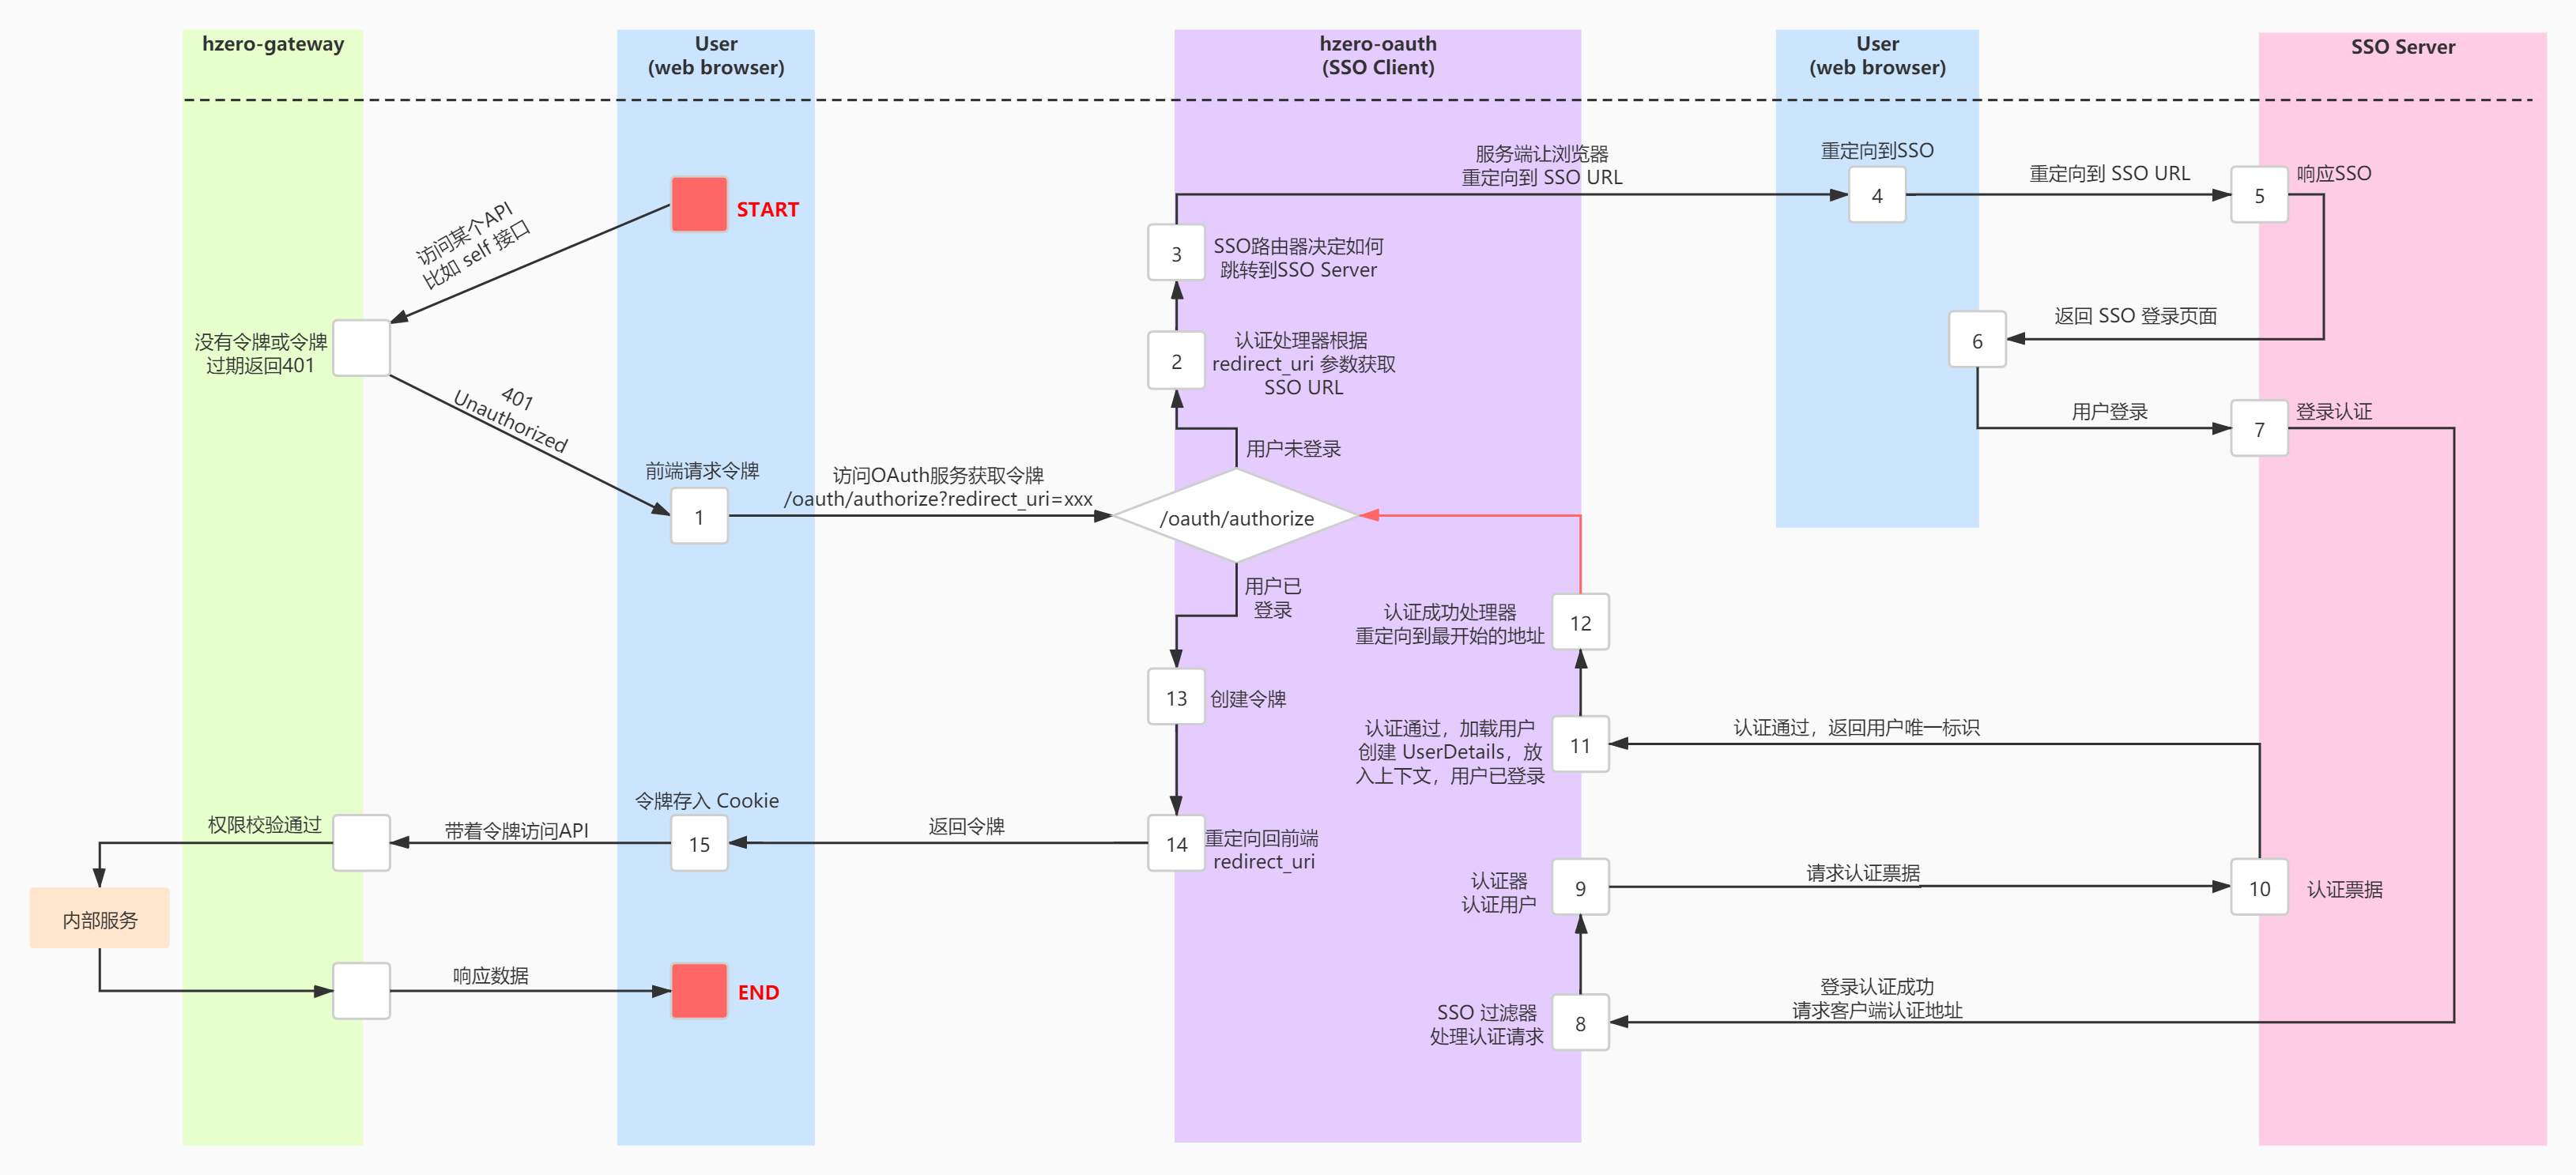 hzero-gateway
User
(web browser)
hzero-oauth
(SSO Client)
User
(web browser)
SSO Server
START
访问某个API
比如 self 接口
没有令牌或令牌
过期返回401
401
Unauthorized
前端请求令牌
1
访问OAuth服务获取令牌
/oauth/authorize?redirect_uri=xxx
/oauth/authorize
用户未登录
2
认证处理器根据
redirect_uri 参数获取
SSO URL
3
SSO路由器决定如何
跳转到SSO Server
服务端让浏览器
重定向到 SSO URL
重定向到SSO
4
重定向到 SSO URL
5
响应SSO
返回 SSO 登录页面
6
用户登录
7
登录认证
登录认证成功
请求客户端认证地址
8
SSO 过滤器
处理认证请求
9
认证器
认证用户
请求认证票据
10
认证票据
认证通过，返回用户唯一标识
11
认证通过，加载用户
创建 UserDetails，放
入上下文，用户已登录
12
认证成功处理器
重定向到最开始的地址
用户已
登录
13
创建令牌
14
重定向回前端
redirect_uri
返回令牌
令牌存入 Cookie
15
带着令牌访问API
权限校验通过
内部服务
响应数据
END